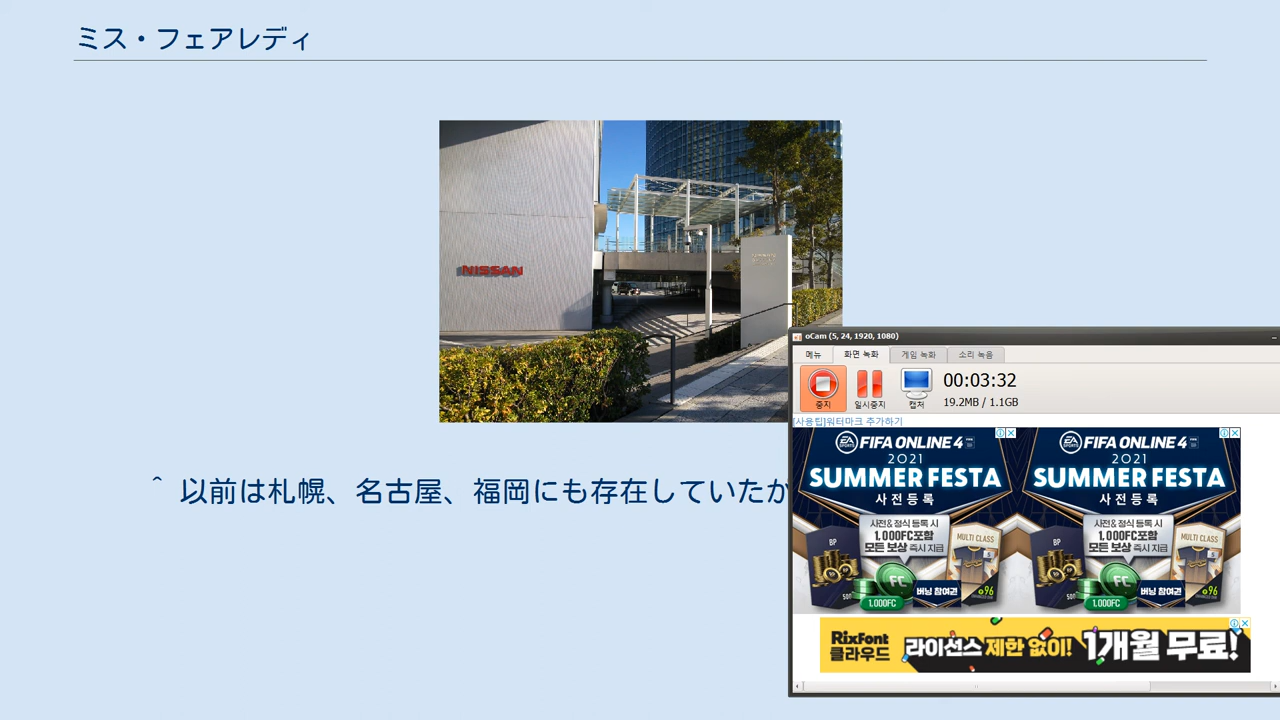 ミス・フェアレディ
NISSAN
^ 以前は札幌、名古屋、福岡にも存在していたが
oCam (5, 24, 1920, 1080)
메뉴 화면 녹화 게임 녹화 소리 녹음
중지 일시중지 캡처
00:03:32
19.2MB / 1.1GB
[사용팁]워터마크 추가하기
EA SPORTS FIFA ONLINE 4
2021
SUMMER FESTA
사전등록
사전&정식 등록 시
1,000FC포함
모든 보상 즉시 지급
BP
MULTI CLASS
FC
1,000FC
버닝 참여권
+%
EA SPORTS FIFA ONLINE 4
2021
SUMMER FESTA
사전등록
사전&정식 등록 시
1,000FC포함
모든 보상 즉시 지급
BP
MULTI CLASS
FC
1,000FC
버닝 참여권
+%
RixFont
클라우드
라이선스 제한 없이! 1개월 무료!